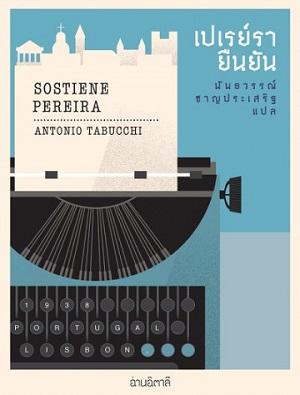 เปเรย์รา
ยืนยัน
นันธวรรณ์
ชาญประเสริฐ
แปล
SOSTIENE
PEREIRA
ANTONIO TABUCCHI
1938
PORTUGAL
LISBON
อ่านอิตาลี